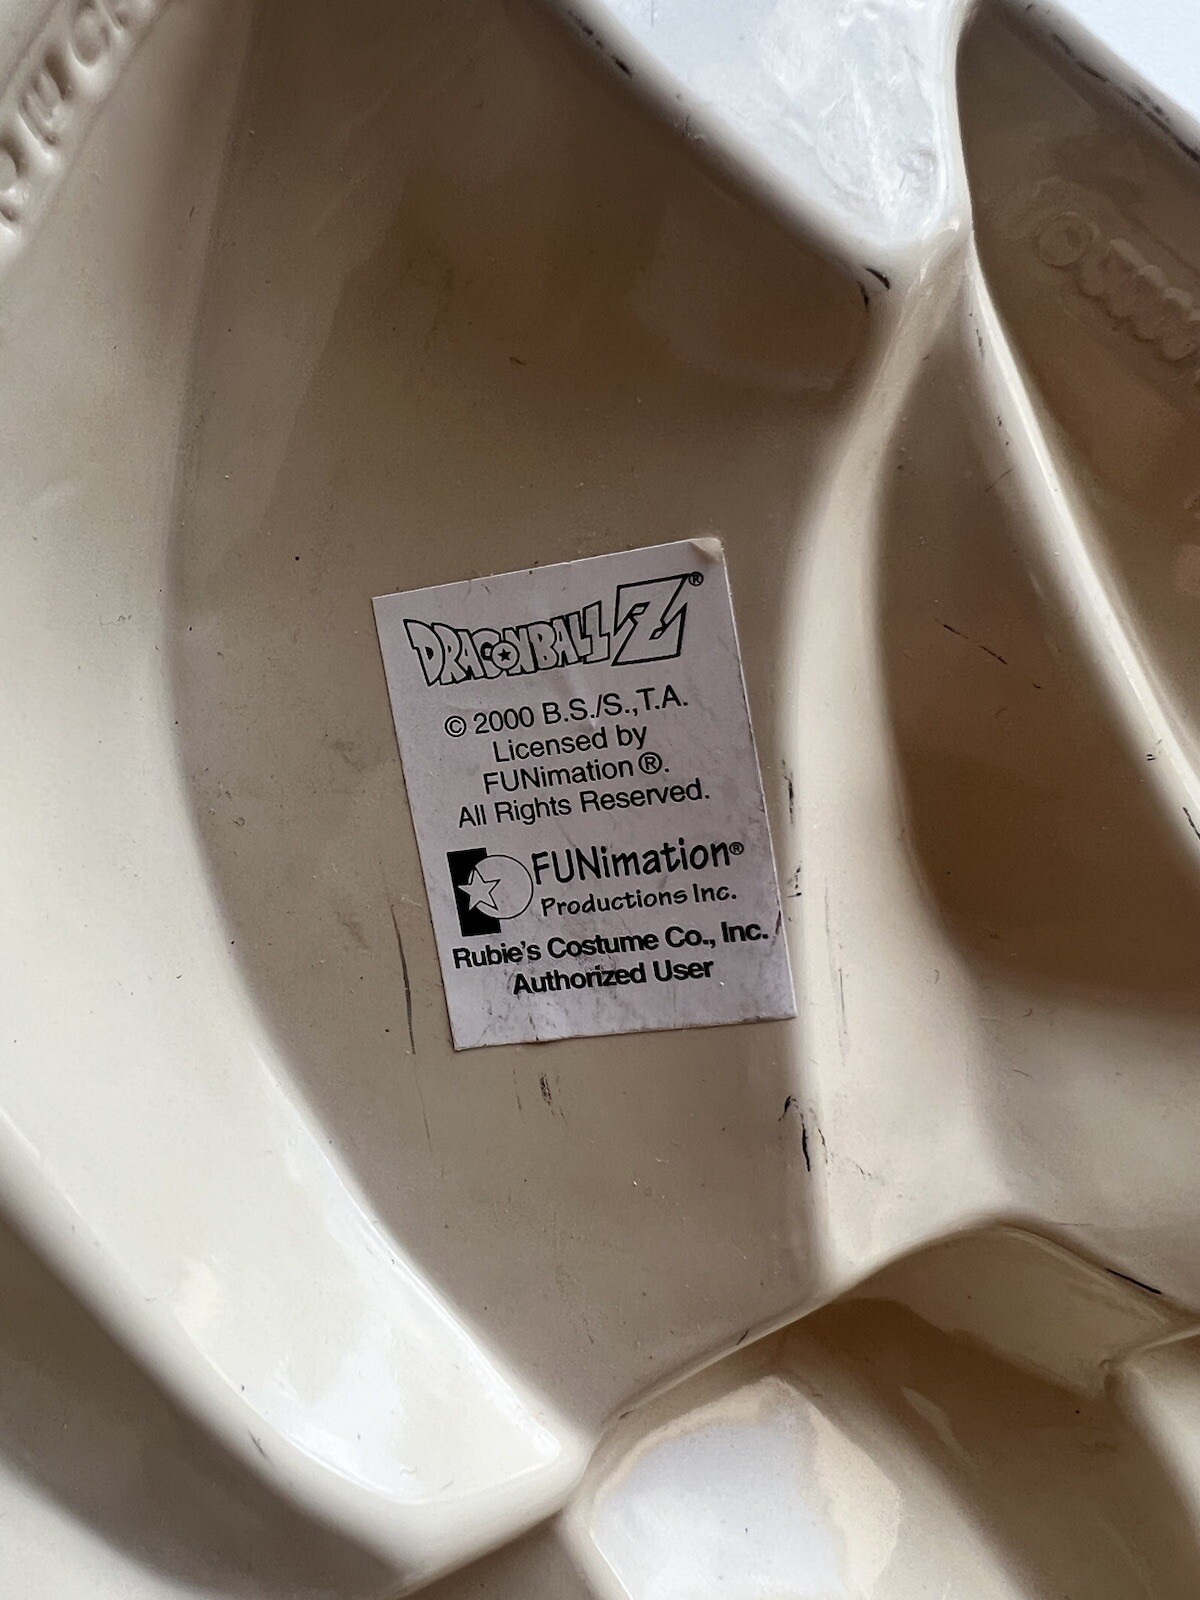 DRAGONBALL Z®
© 2000 B.S./S.,T.A.
Licensed by
FUNimation ®.
All Rights Reserved.
FUNimation®
Productions Inc.
Rubie's Costume Co., Inc.
Authorized User